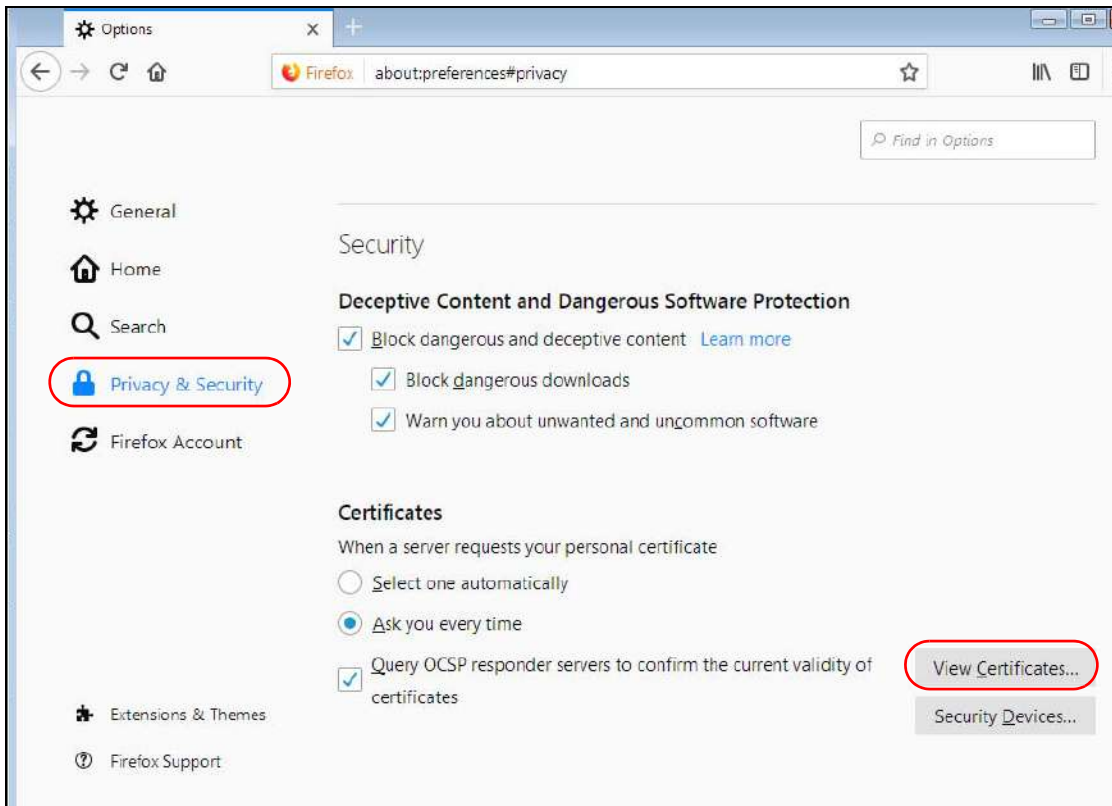 Options
Firefox about:preferences#privacy
Find in Options
General
Home
Search
Privacy & Security
Firefox Account
Extensions & Themes
Firefox Support
Security
Deceptive Content and Dangerous Software Protection
Block dangerous and deceptive content Learn more
Block dangerous downloads
Warn you about unwanted and uncommon software
Certificates
When a server requests your personal certificate
Select one automatically
Ask you every time
Query OCSP responder servers to confirm the current validity of
certificates
View Certificates...
Security Devices...